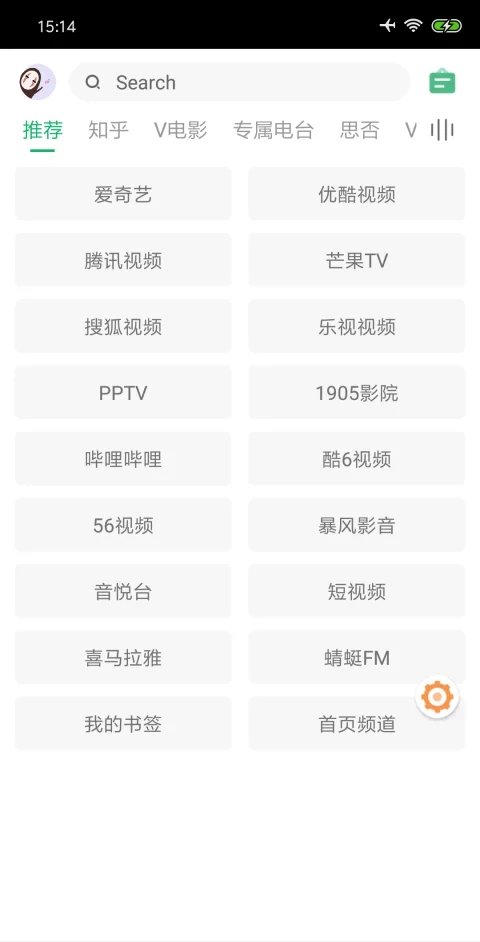 15:14
Search
推荐 知乎 V电影 专属电台 思否 V
爱奇艺 优酷视频
腾讯视频 芒果TV
搜狐视频 乐视视频
PPTV 1905影院
哔哩哔哩 酷6视频
56视频 暴风影音
音悦台 短视频
喜马拉雅 蜻蜓FM
我的书签 首页频道